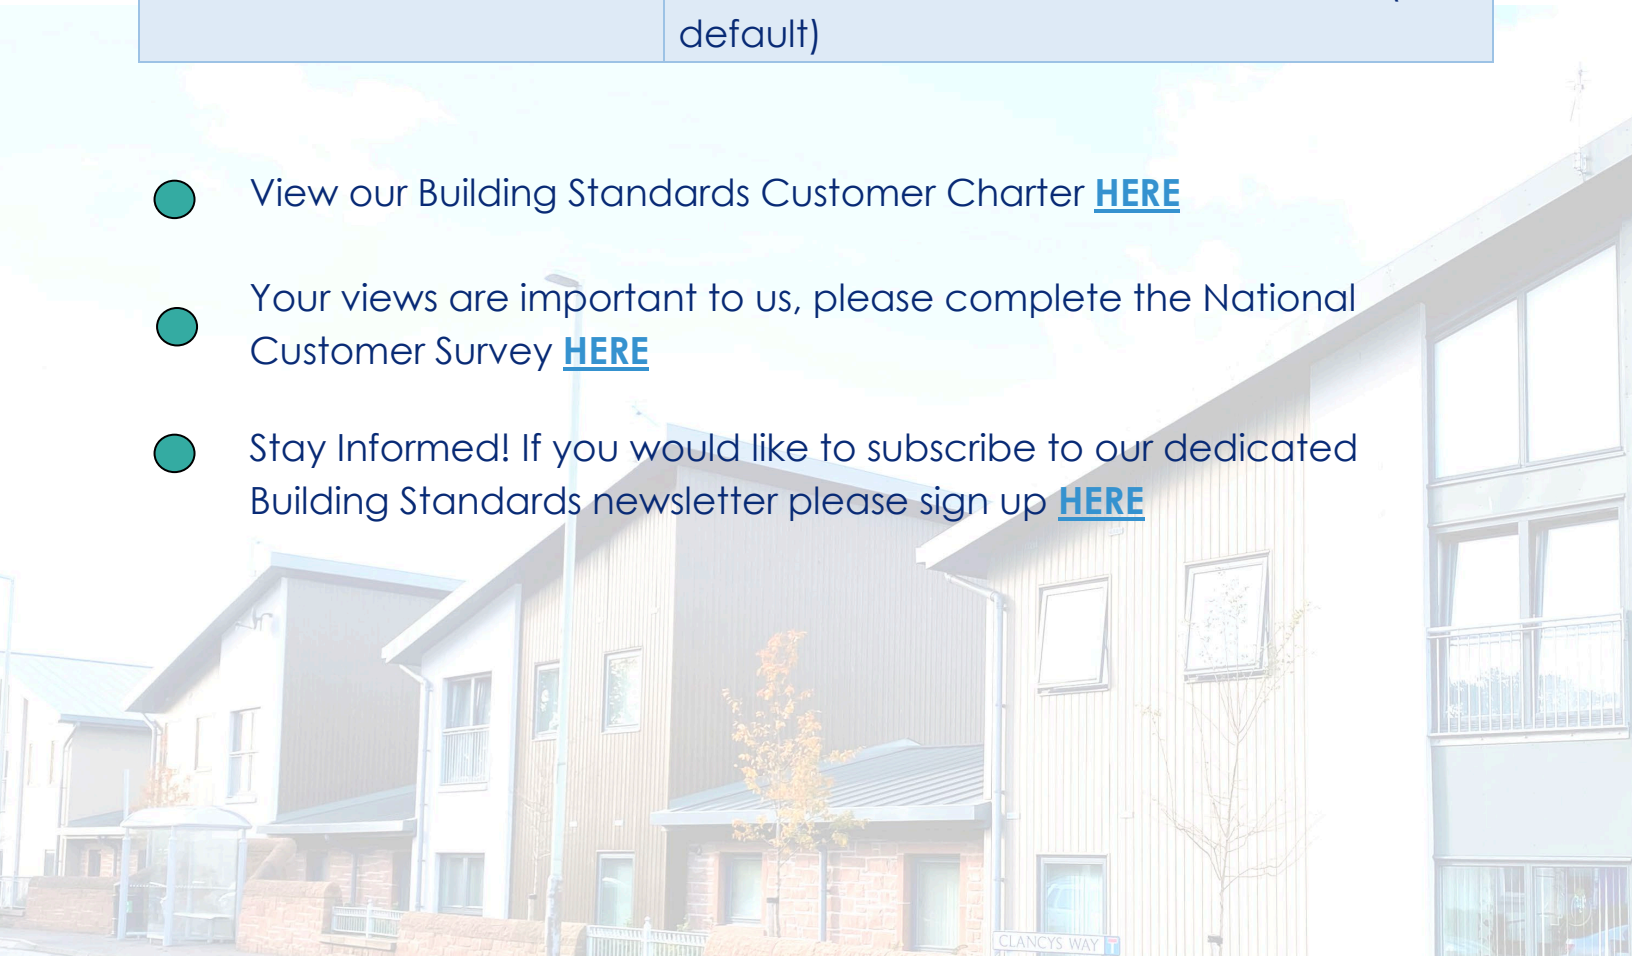 default)
View our Building Standards Customer Charter HERE
Your views are important to us, please complete the National
Customer Survey HERE
Stay Informed! If you would like to subscribe to our dedicated
Building Standards newsletter please sign up HERE
CLANCYS WAY